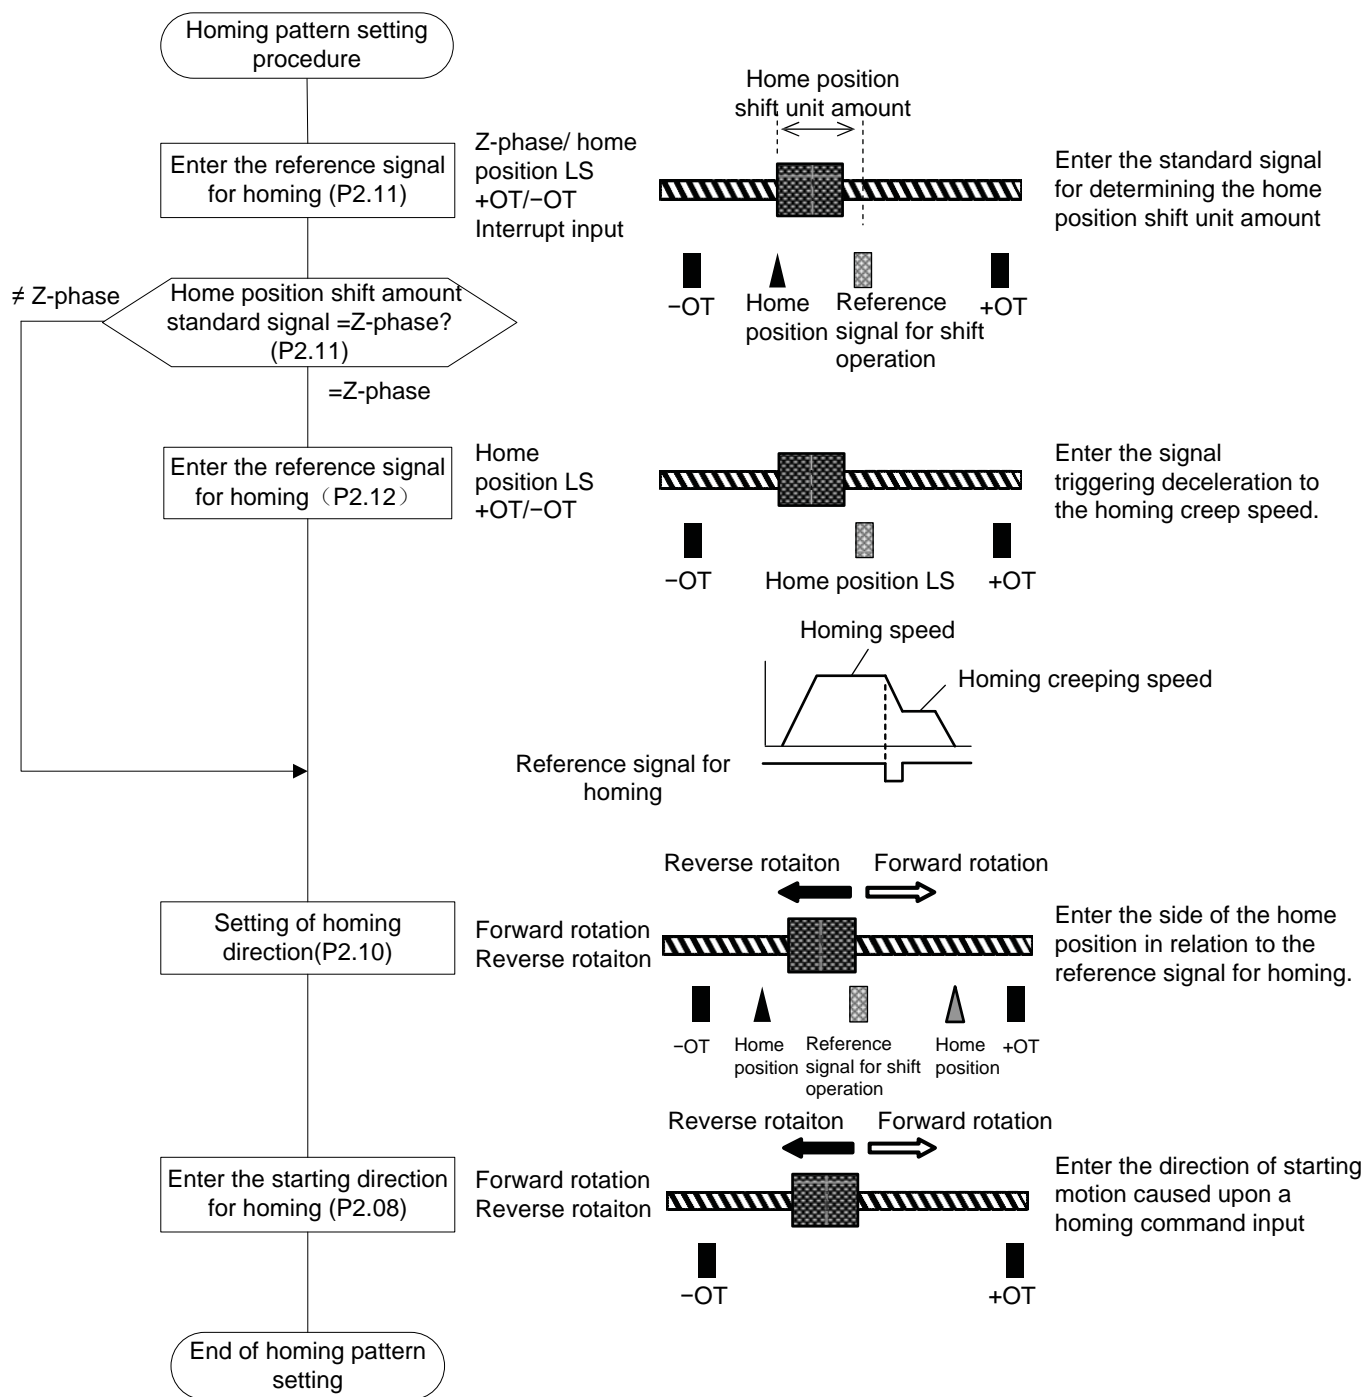 Homing pattern setting
procedure
Home position
shift unit amount
Enter the reference signal
for homing (P2.11)
Z-phase/ home
position LS
+OT/−OT
Interrupt input
Enter the standard signal
for determining the home
position shift unit amount
−OT
Home
position
Reference
signal for shift
operation
+OT
≠ Z-phase
Home position shift amount
standard signal =Z-phase?
(P2.11)
=Z-phase
Enter the reference signal
for homing（P2.12）
Home
position LS
+OT/−OT
Enter the signal
triggering deceleration to
the homing creep speed.
−OT
Home position LS
+OT
Homing speed
Homing creeping speed
Reference signal for
homing
Reverse rotaiton
Forward rotation
Setting of homing
direction(P2.10)
Forward rotation
Reverse rotaiton
Enter the side of the home
position in relation to the
reference signal for homing.
−OT
Home
position
Reference
signal for shift
operation
Home
position
+OT
Reverse rotaiton
Forward rotation
Enter the starting direction
for homing (P2.08)
Forward rotation
Reverse rotaiton
Enter the direction of starting
motion caused upon a
homing command input
−OT
+OT
End of homing pattern
setting